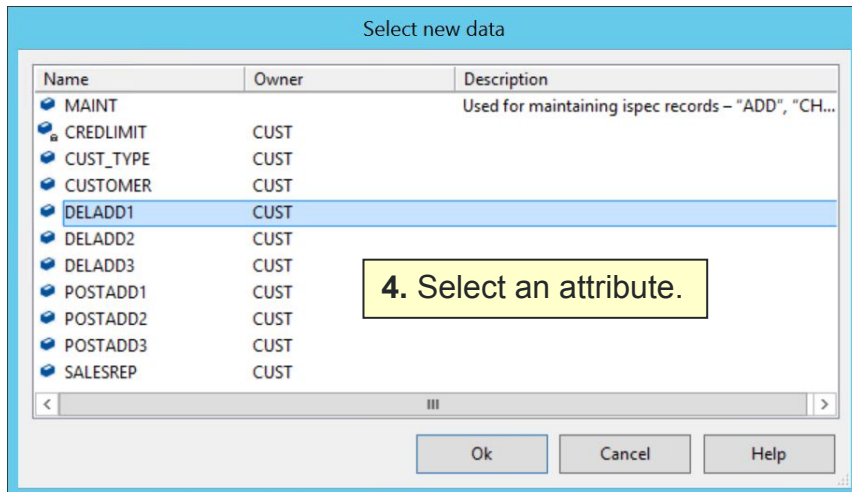 Select new data
Name Owner Description
MAINT Used for maintaining ispec records – "ADD", "CH...
CREDLIMIT CUST
CUST_TYPE CUST
CUSTOMER CUST
DELADD1 CUST
DELADD2 CUST
DELADD3 CUST
4. Select an attribute.
POSTADD1 CUST
POSTADD2 CUST
POSTADD3 CUST
SALESREP CUST
Ok Cancel Help